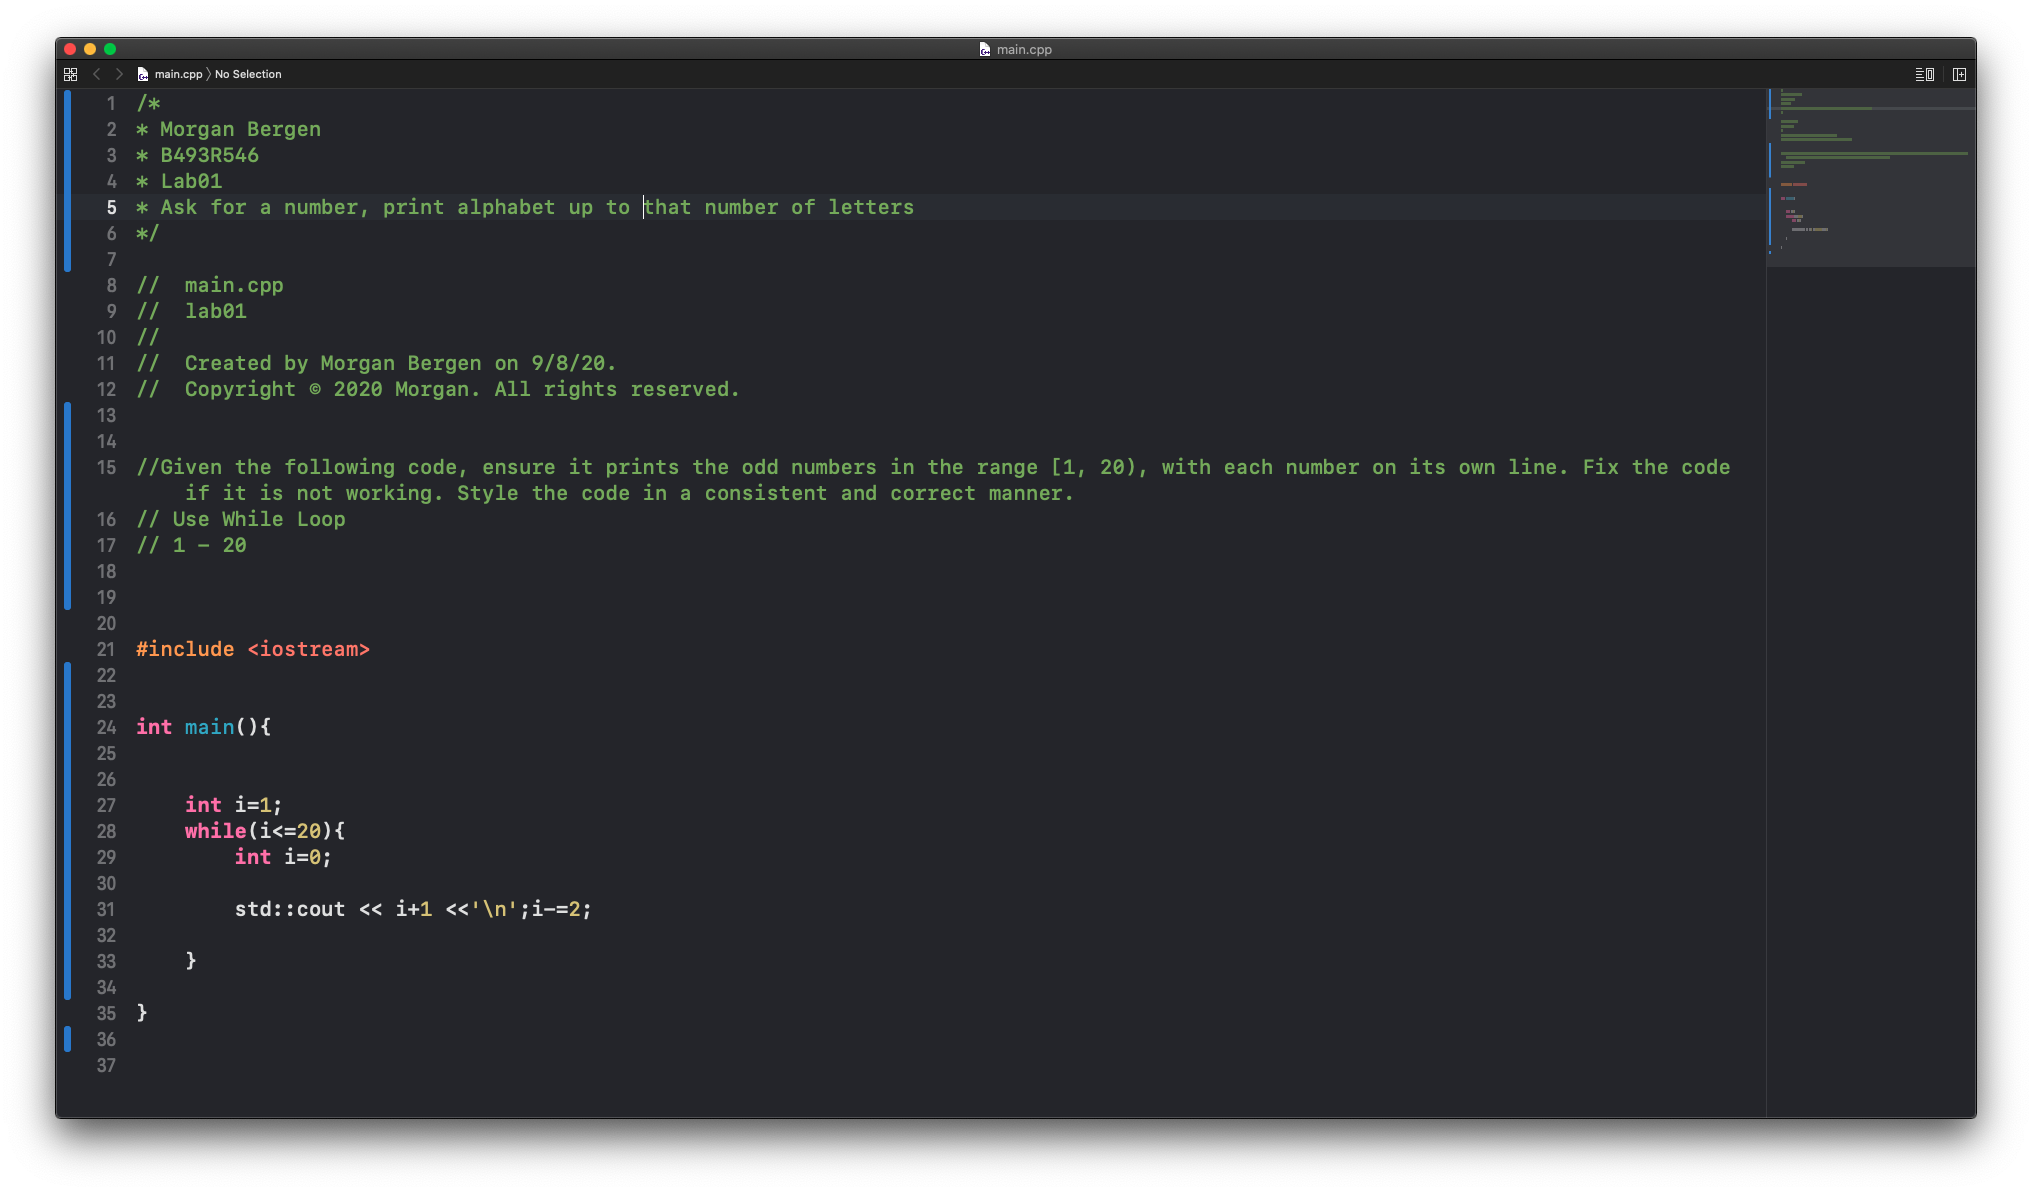 main.cpp
main.cpp 〉 No Selection
1 /*
2 * Morgan Bergen
3 * B493R546
4 * Lab01
5 * Ask for a number, print alphabet up to that number of letters
6 */
7
8 //  main.cpp
9 //  lab01
10 //
11 //  Created by Morgan Bergen on 9/8/20.
12 //  Copyright © 2020 Morgan. All rights reserved.
13
14
15 //Given the following code, ensure it prints the odd numbers in the range [1, 20), with each number on its own line. Fix the code
if it is not working. Style the code in a consistent and correct manner.
16 // Use While Loop
17 // 1 - 20
18
19
20
21 #include <iostream>
22
23
24 int main(){
25
26
27     int i=1;
28     while(i<=20){
29         int i=0;
30
31         std::cout << i+1 <<'\n';i-=2;
32
33     }
34
35 }
36
37